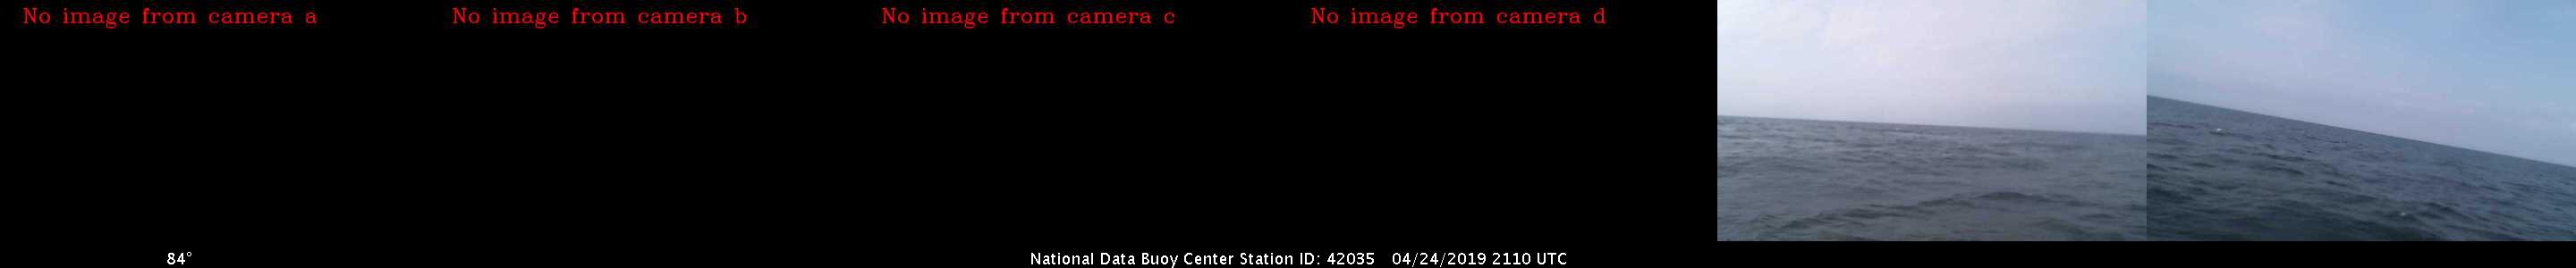 No image from camera a
No image from camera b
No image from camera c
No image from camera d
84°
National Data Buoy Center Station ID: 42035 04/24/2019 2110 UTC